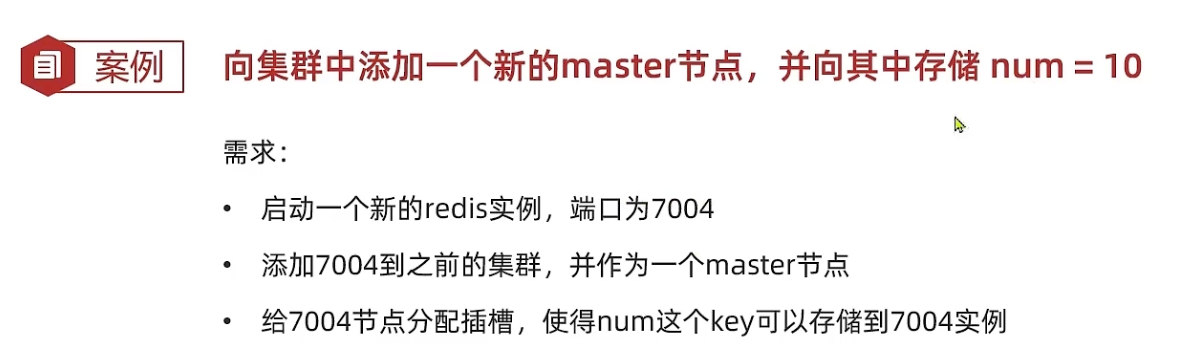 案例
向集群中添加一个新的master节点，并向其中存储 num = 10
需求：
• 启动一个新的redis实例，端口为7004
• 添加7004到之前的集群，并作为一个master节点
• 给7004节点分配插槽，使得num这个key可以存储到7004实例